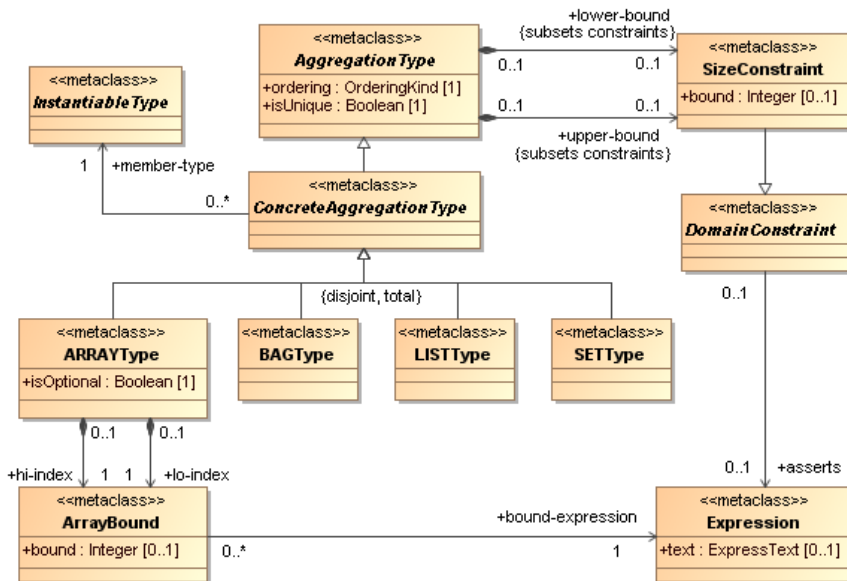 <<metaclass>>
InstantiableType
<<metaclass>>
AggregationType
+ordering : OrderingKind [1]
+isUnique : Boolean [1]
+lower-bound
{subsets constraints}
0..1
0..1
0..1
0..1
+upper-bound
{subsets constraints}
<<metaclass>>
SizeConstraint
+bound : Integer [0..1]
1
+member-type
0..*
<<metaclass>>
ConcreteAggregationType
<<metaclass>>
DomainConstraint
0..1
{disjoint, total}
<<metaclass>>
ARRAYType
+isOptional : Boolean [1]
<<metaclass>>
BAGType
<<metaclass>>
LISTType
<<metaclass>>
SETType
0..1
0..1
+hi-index
1
1
+lo-index
0..1
+asserts
<<metaclass>>
ArrayBound
+bound : Integer [0..1]
0..*
+bound-expression
1
<<metaclass>>
Expression
+text : ExpressText [0..1]